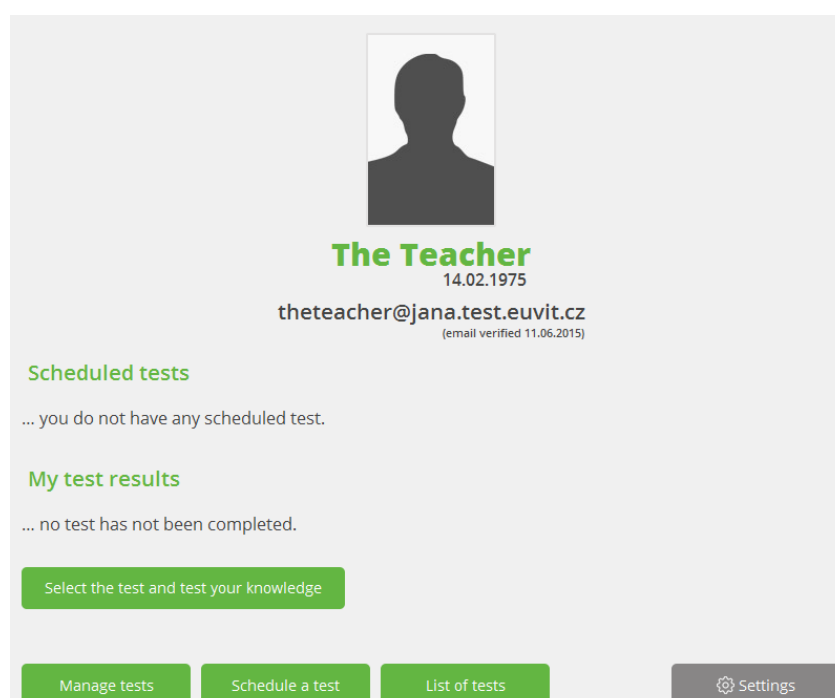 The Teacher
14.02.1975
theteacher@jana.test.euvit.cz
(email verified 11.06.2015)
Scheduled tests
... you do not have any scheduled test.
My test results
... no test has not been completed.
Select the test and test your knowledge
Manage tests Schedule a test List of tests Settings